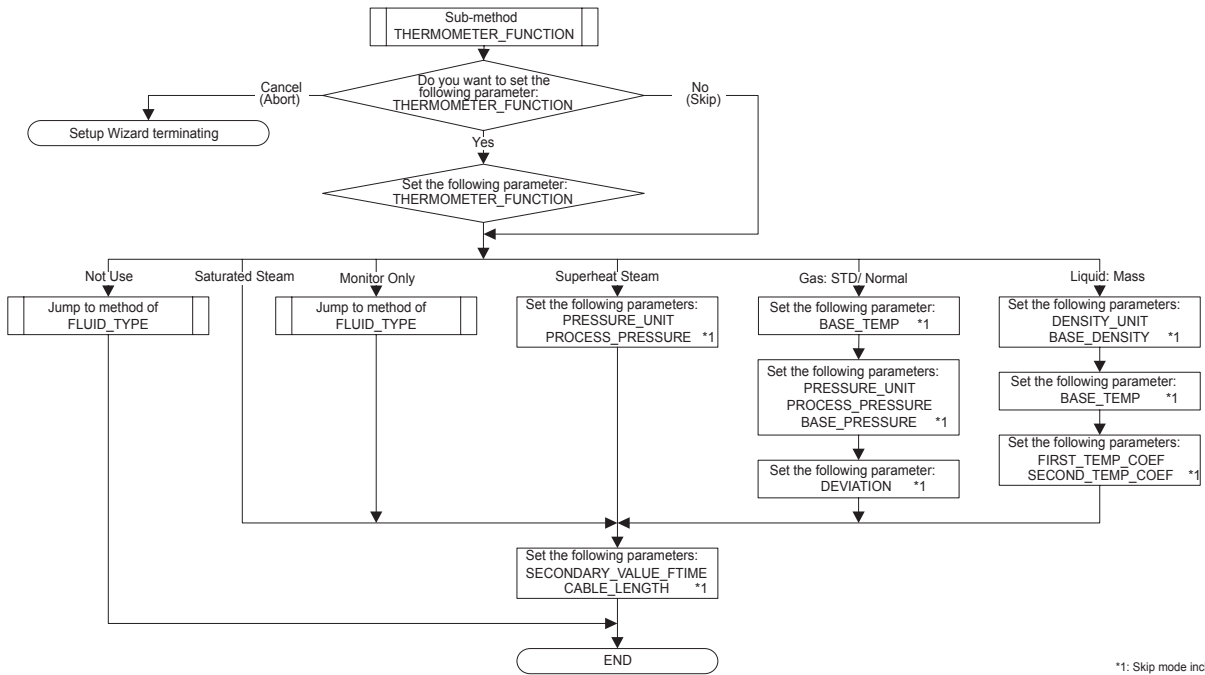 Sub-method
THERMOMETER_FUNCTION
Do you want to set the
following parameter:
THERMOMETER_FUNCTION
Cancel
(Abort)
No
(Skip)
Setup Wizard terminating
Yes
Set the following parameter:
THERMOMETER_FUNCTION
Not Use
Saturated Steam
Monitor Only
Superheat Steam
Gas: STD/ Normal
Liquid: Mass
Jump to method of
FLUID_TYPE
Jump to method of
FLUID_TYPE
Set the following parameters:
PRESSURE_UNIT
PROCESS_PRESSURE *1
Set the following parameter:
BASE_TEMP *1
Set the following parameters:
PRESSURE_UNIT
PROCESS_PRESSURE
BASE_PRESSURE *1
Set the following parameter:
DEVIATION *1
Set the following parameters:
DENSITY_UNIT
BASE_DENSITY *1
Set the following parameter:
BASE_TEMP *1
Set the following parameters:
FIRST_TEMP_COEF
SECOND_TEMP_COEF *1
Set the following parameters:
SECONDARY_VALUE_FTIME
CABLE_LENGTH *1
END
*1: Skip mode inc